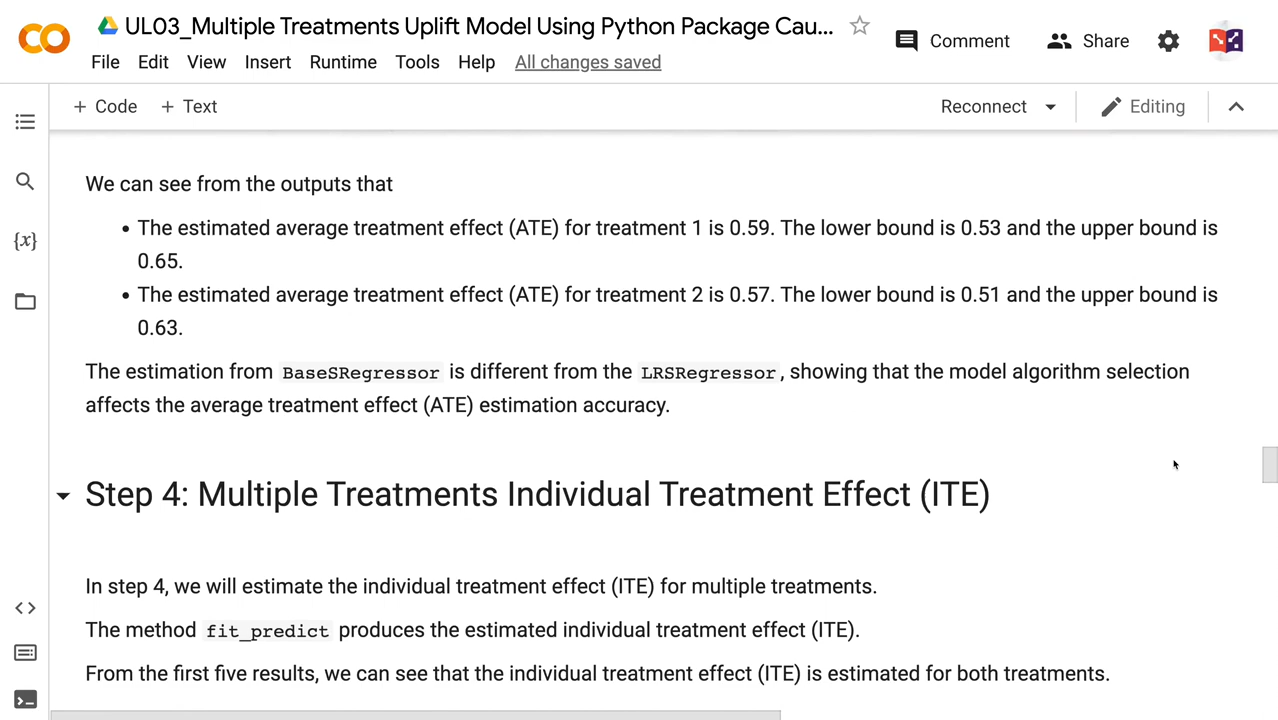 UL03_Multiple Treatments Uplift Model Using Python Package Cau...
Comment
Share
File Edit View Insert Runtime Tools Help All changes saved
+ Code + Text
Reconnect
Editing
{x}
We can see from the outputs that
• The estimated average treatment effect (ATE) for treatment 1 is 0.59. The lower bound is 0.53 and the upper bound is
0.65.
• The estimated average treatment effect (ATE) for treatment 2 is 0.57. The lower bound is 0.51 and the upper bound is
0.63.
The estimation from BaseSRegressor is different from the LRSRegressor, showing that the model algorithm selection
affects the average treatment effect (ATE) estimation accuracy.
Step 4: Multiple Treatments Individual Treatment Effect (ITE)
In step 4, we will estimate the individual treatment effect (ITE) for multiple treatments.
The method fit_predict produces the estimated individual treatment effect (ITE).
From the first five results, we can see that the individual treatment effect (ITE) is estimated for both treatments.